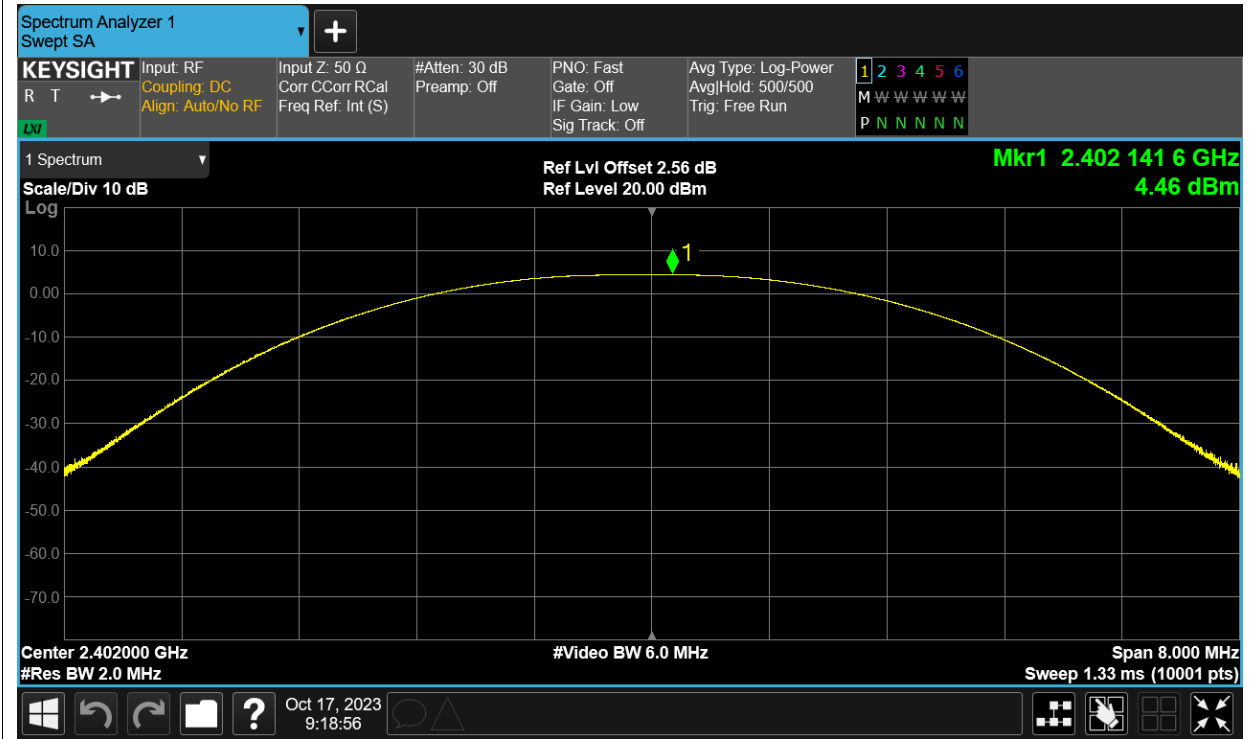 Spectrum Analyzer 1
Swept SA
KEYSIGHT
R T
LXI
Input: RF
Coupling: DC
Align: Auto/No RF
Input Z: 50 Ω
Corr CCorr RCal
Freq Ref: Int (S)
#Atten: 30 dB
Preamp: Off
PNO: Fast
Gate: Off
IF Gain: Low
Sig Track: Off
Avg Type: Log-Power
Avg|Hold: 500/500
Trig: Free Run
1 2 3 4 5 6
M W W W W W W
P N N N N N N
1 Spectrum
Scale/Div 10 dB
Log
Ref Lvl Offset 2.56 dB
Ref Level 20.00 dBm
Mkr1 2.402 141 6 GHz
4.46 dBm
1
10.0
0.00
-10.0
-20.0
-30.0
-40.0
-50.0
-60.0
-70.0
Center 2.402000 GHz
#Video BW 6.0 MHz
Span 8.000 MHz
#Res BW 2.0 MHz
Sweep 1.33 ms (10001 pts)
?
Oct 17, 2023
9:18:56